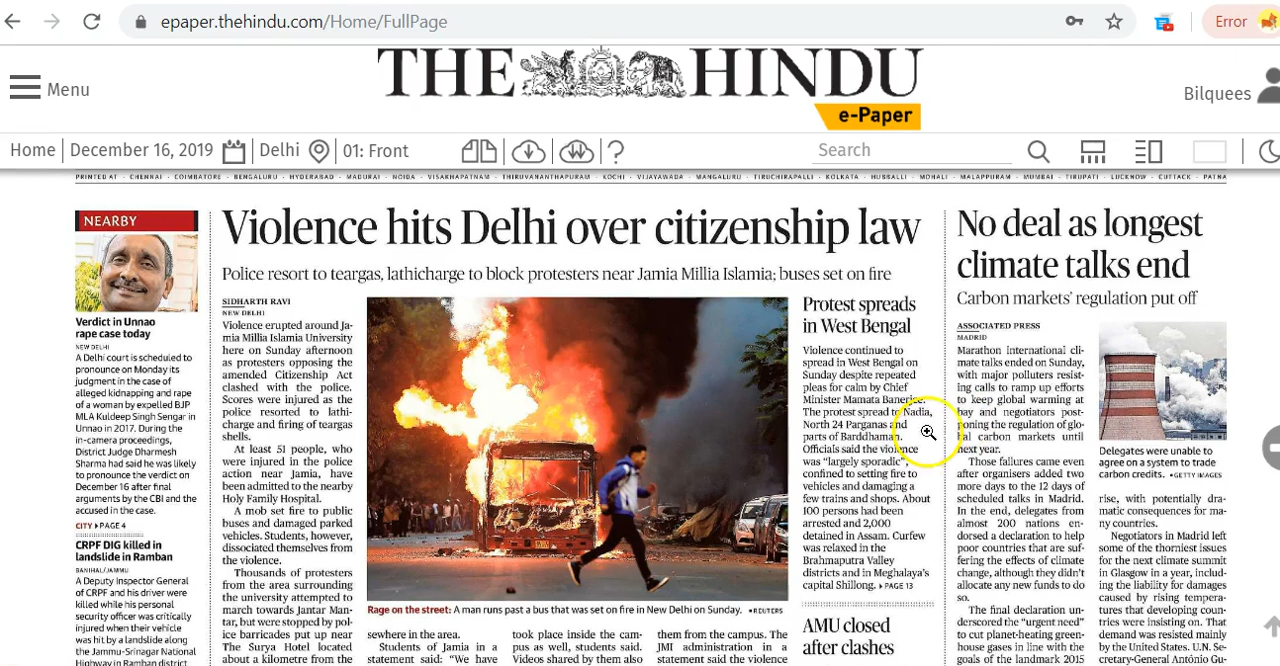 epaper.thehindu.com/Home/FullPage
Error
Menu
THE HINDU
e-Paper
Bilquees
Home
December 16, 2019
Delhi
01: Front
?
Search
PRINTED AT · CHENNAI · COIMBATORE · BENGALURU · HYDERABAD · MADURAI · NOIDA · VISAKHAPATNAM · THIRUVANANTHAPURAM · KOCHI · VIJAYAWADA · MANGALURU · TIRUCHIRAPALLI · KOLKATA · HUBBALLI · MOHALI · MALAPPURAM · MUMBAI · TIRUPATI · LUCKNOW · CUTTACK · PATNA
NEARBY
Verdict in Unnao
rape case today
NEW DELHI
A Delhi court is scheduled to
pronounce on Monday its
judgment in the case of
alleged kidnapping and rape
of a woman by expelled BJP
MLA Kuldeep Singh Sengar in
Unnao in 2017. During the
in-camera proceedings,
District Judge Dharmesh
Sharma had said he was likely
to pronounce the verdict on
December 16 after final
arguments by the CBI and the
accused in the case.
CITY ▸ PAGE 4
CRPF DIG killed in
landslide in Ramban
BANIHAL/JAMMU
A Deputy Inspector General
of CRPF and his driver were
killed while his personal
security officer was critically
injured when their vehicle
was hit by a landslide along
the Jammu-Srinagar National
Highway in Ramban district
Violence hits Delhi over citizenship law
Police resort to teargas, lathicharge to block protesters near Jamia Millia Islamia; buses set on fire
SIDHARTH RAVI
NEW DELHI
Violence erupted around Ja-
mia Millia Islamia University
here on Sunday afternoon
as protesters opposing the
amended Citizenship Act
clashed with the police.
Scores were injured as the
police resorted to lathi-
charge and firing of teargas
shells.
At least 51 people, who
were injured in the police
action near Jamia, have
been admitted to the nearby
Holy Family Hospital.
A mob set fire to public
buses and damaged parked
vehicles. Students, however,
dissociated themselves from
the violence.
Thousands of protesters
from the area surrounding
the university attempted to
march towards Jantar Man-
tar, but were stopped by pol-
ice barricades put up near
The Surya Hotel located
about a kilometre from the
Rage on the street: A man runs past a bus that was set on fire in New Delhi on Sunday. •REUTERS
sewhere in the area.
Students of Jamia in a
statement said: “We have
took place inside the cam-
pus as well, students said.
Videos shared by them also
them from the campus. The
JMI administration in a
statement said the violence
Protest spreads
in West Bengal
Violence continued to
spread in West Bengal on
Sunday despite repeated
pleas for calm by Chief
Minister Mamata Banerjee.
The protest spread to Nadia,
North 24 Parganas and
parts of Barddhaman.
Officials said the violence
was “largely sporadic”,
confined to setting fire to
vehicles and damaging a
few trains and shops. About
100 persons had been
arrested and 2,000
detained in Assam. Curfew
was relaxed in the
Brahmaputra Valley
districts and in Meghalaya’s
capital Shillong. ▸ PAGE 13
AMU closed
after clashes
No deal as longest
climate talks end
Carbon markets’ regulation put off
ASSOCIATED PRESS
MADRID
Marathon international cli-
mate talks ended on Sunday,
with major polluters resist-
ing calls to ramp up efforts
to keep global warming at
bay and negotiators post-
poning the regulation of glo-
bal carbon markets until
next year.
Those failures came even
after organisers added two
more days to the 12 days of
scheduled talks in Madrid.
In the end, delegates from
almost 200 nations en-
dorsed a declaration to help
poor countries that are suf-
fering the effects of climate
change, although they didn’t
allocate any new funds to do
so.
The final declaration un-
derscored the “urgent need”
to cut planet-heating green-
house gases in line with the
goals of the landmark 2015
Delegates were unable to
agree on a system to trade
carbon credits. •GETTY IMAGES
rise, with potentially dra-
matic consequences for ma-
ny countries.
Negotiators in Madrid left
some of the thorniest issues
for the next climate summit
in Glasgow in a year, includ-
ing the liability for damages
caused by rising tempera-
tures that developing coun-
tries were insisting on. That
demand was resisted mainly
by the United States. U.N. Se-
cretary-General Antonio